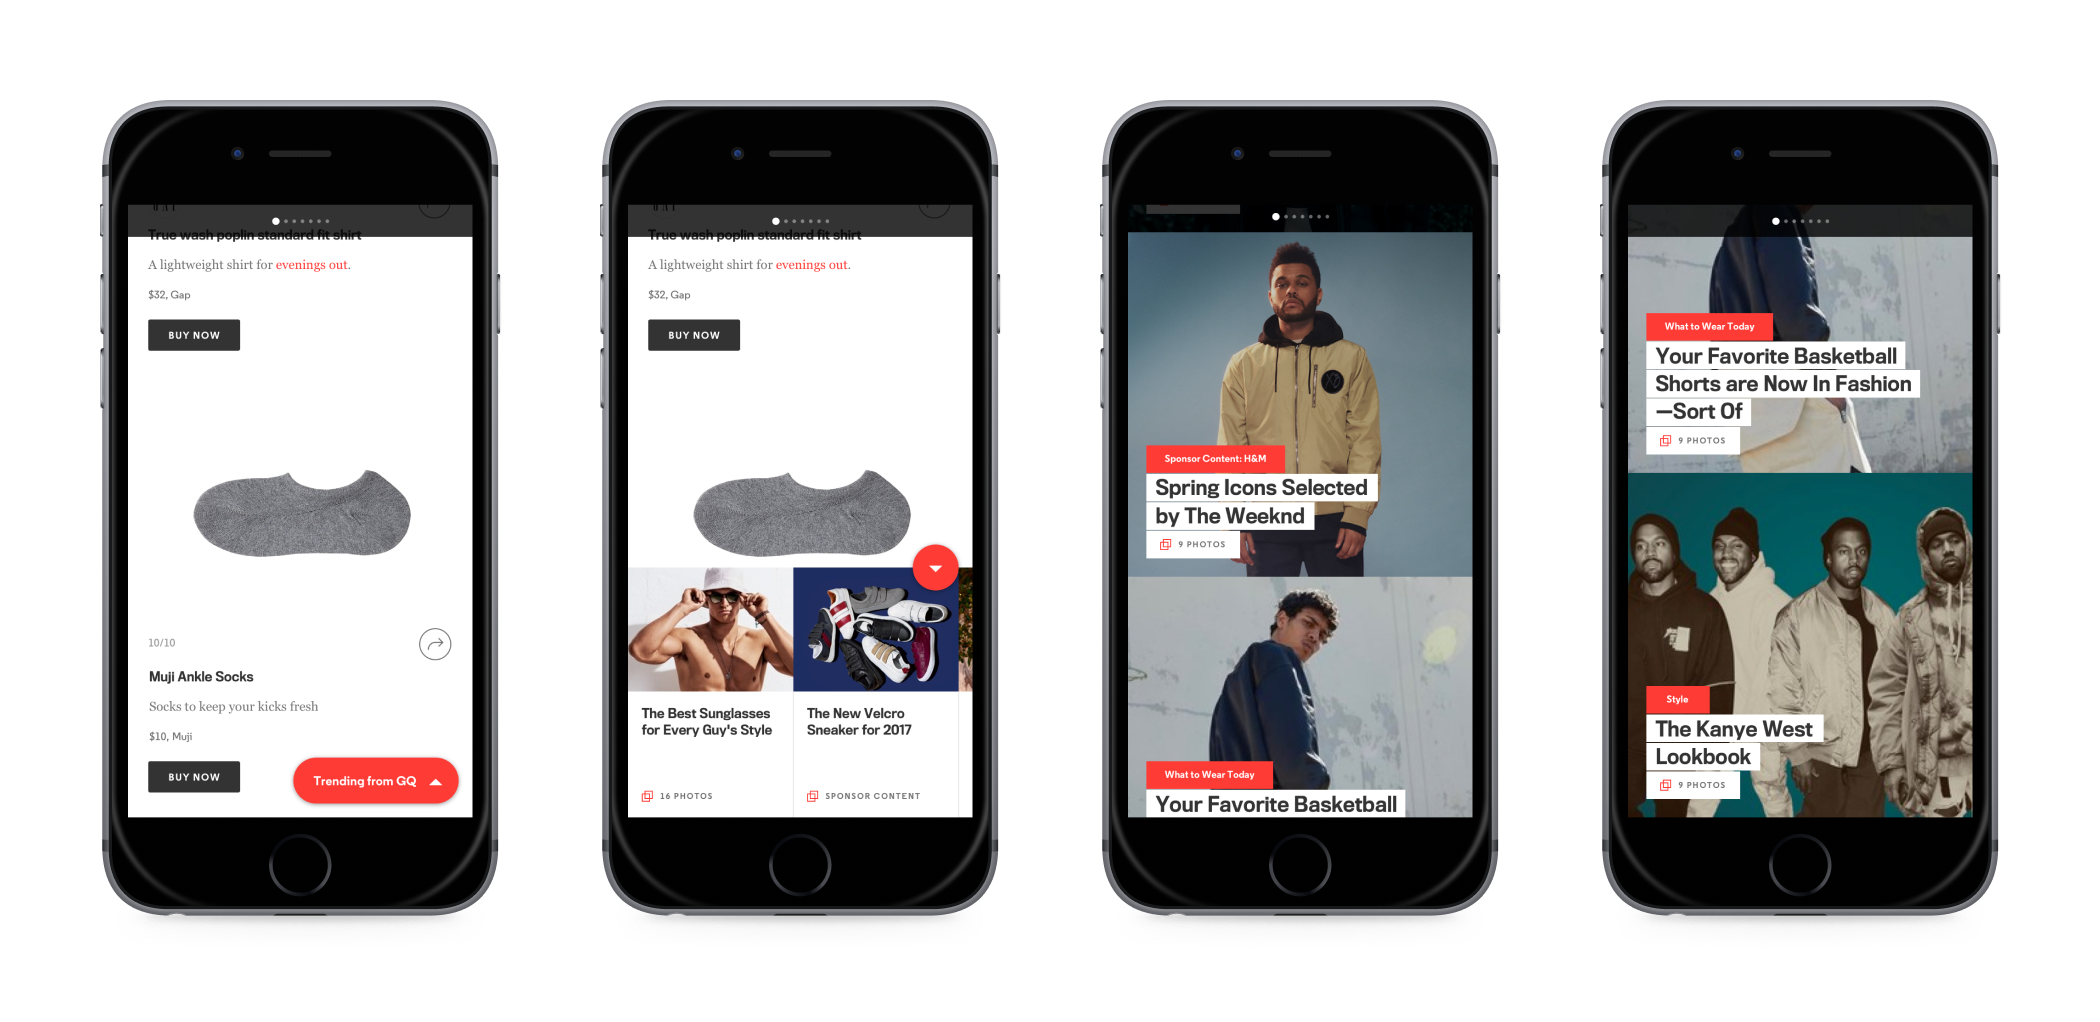 True wash poplin standard fit shirt
A lightweight shirt for evenings out.
$32, Gap
BUY NOW
10/10
Muji Ankle Socks
Socks to keep your kicks fresh
$10, Muji
BUY NOW
Trending from GQ
True wash poplin standard fit shirt
A lightweight shirt for evenings out.
$32, Gap
BUY NOW
The Best Sunglasses
for Every Guy's Style
16 PHOTOS
The New Velcro
Sneaker for 2017
SPONSOR CONTENT
Sponsor Content: H&M
Spring Icons Selected
by The Weeknd
9 PHOTOS
What to Wear Today
Your Favorite Basketball
What to Wear Today
Your Favorite Basketball
Shorts are Now In Fashion
—Sort Of
9 PHOTOS
Style
The Kanye West
Lookbook
9 PHOTOS